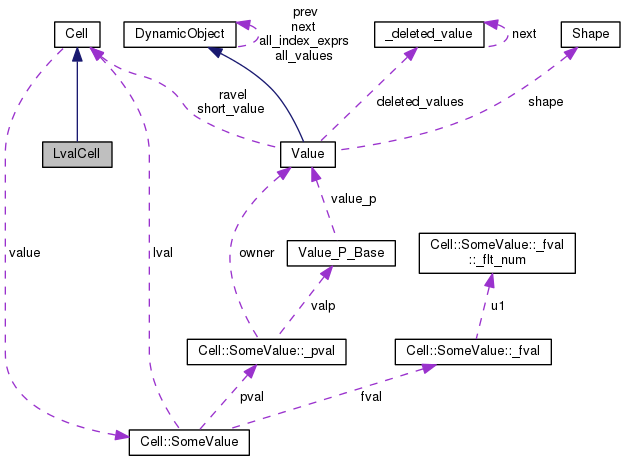 prev
next
all_index_exprs
all_values
Cell
DynamicObject
_deleted_value
next
Shape
ravel
short_value
deleted_values
shape
LvalCell
Value
value_p
value
lval
owner
Value_P_Base
Cell::SomeValue::_fval
::_flt_num
valp
u1
Cell::SomeValue::_pval
Cell::SomeValue::_fval
pval
fval
Cell::SomeValue